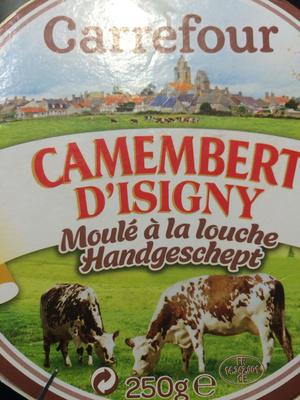 Carrefour
CAMEMBERT
D'ISIGNY
Moulé à la louche
Handgeschept
250g e